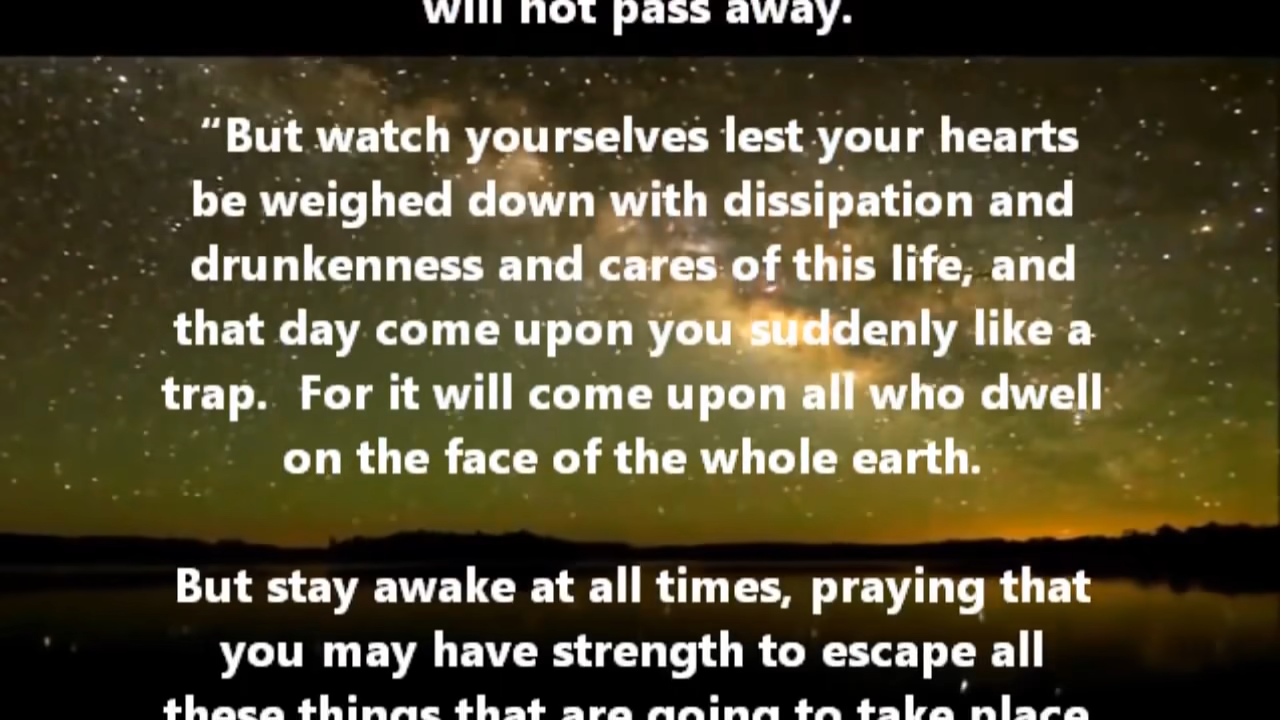 will not pass away.
“But watch yourselves lest your hearts
be weighed down with dissipation and
drunkenness and cares of this life, and
that day come upon you suddenly like a
trap.  For it will come upon all who dwell
on the face of the whole earth.
But stay awake at all times, praying that
you may have strength to escape all
these things that are going to take place